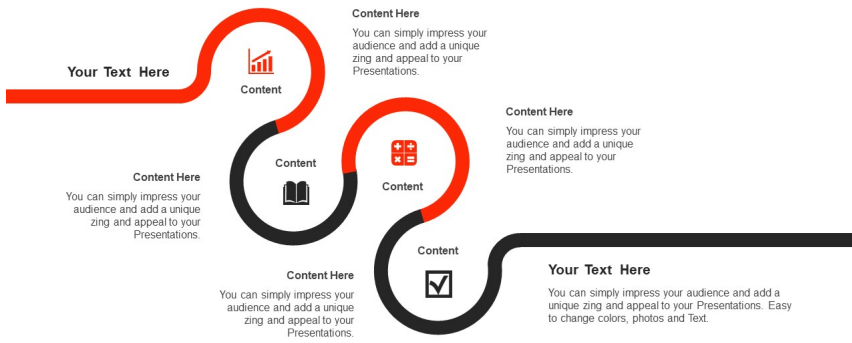 Content Here
You can simply impress your
audience and add a unique
zing and appeal to your
Presentations.
Your Text Here
Content
Content Here
You can simply impress your
audience and add a unique
zing and appeal to your
Presentations.
Content
Content
Content Here
You can simply impress your
audience and add a unique
zing and appeal to your
Presentations.
Content
Content Here
You can simply impress your
audience and add a unique
zing and appeal to your
Presentations.
Your Text Here
You can simply impress your audience and add a
unique zing and appeal to your Presentations. Easy
to change colors, photos and Text.